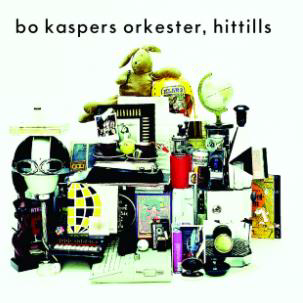 bo kaspers orkester, hittills